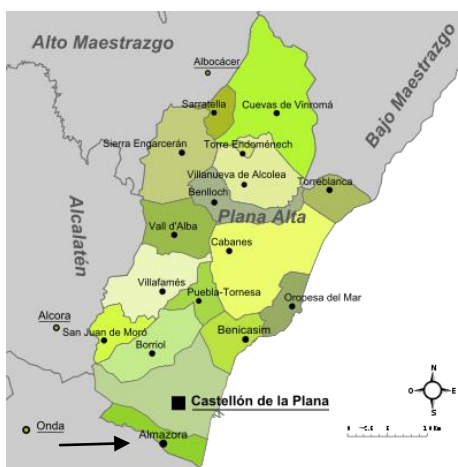 Alto Maestrazgo
Albocácer
Bajo Maestrazgo
Sarratella
Cuevas de Vinromá
Sierra Engarcerán
Torre Endoménech
Villanueva de Alcolea
Torreblanca
Benlloch
Plana Alta
Alcalatén
Vall d'Alba
Cabanes
Villafamés
Puebla-Tornesa
Oropesa del Mar
Alcora
San Juan de Moró
Benicasim
Borriol
Castellón de la Plana
Onda
Almazora
N
O E
S